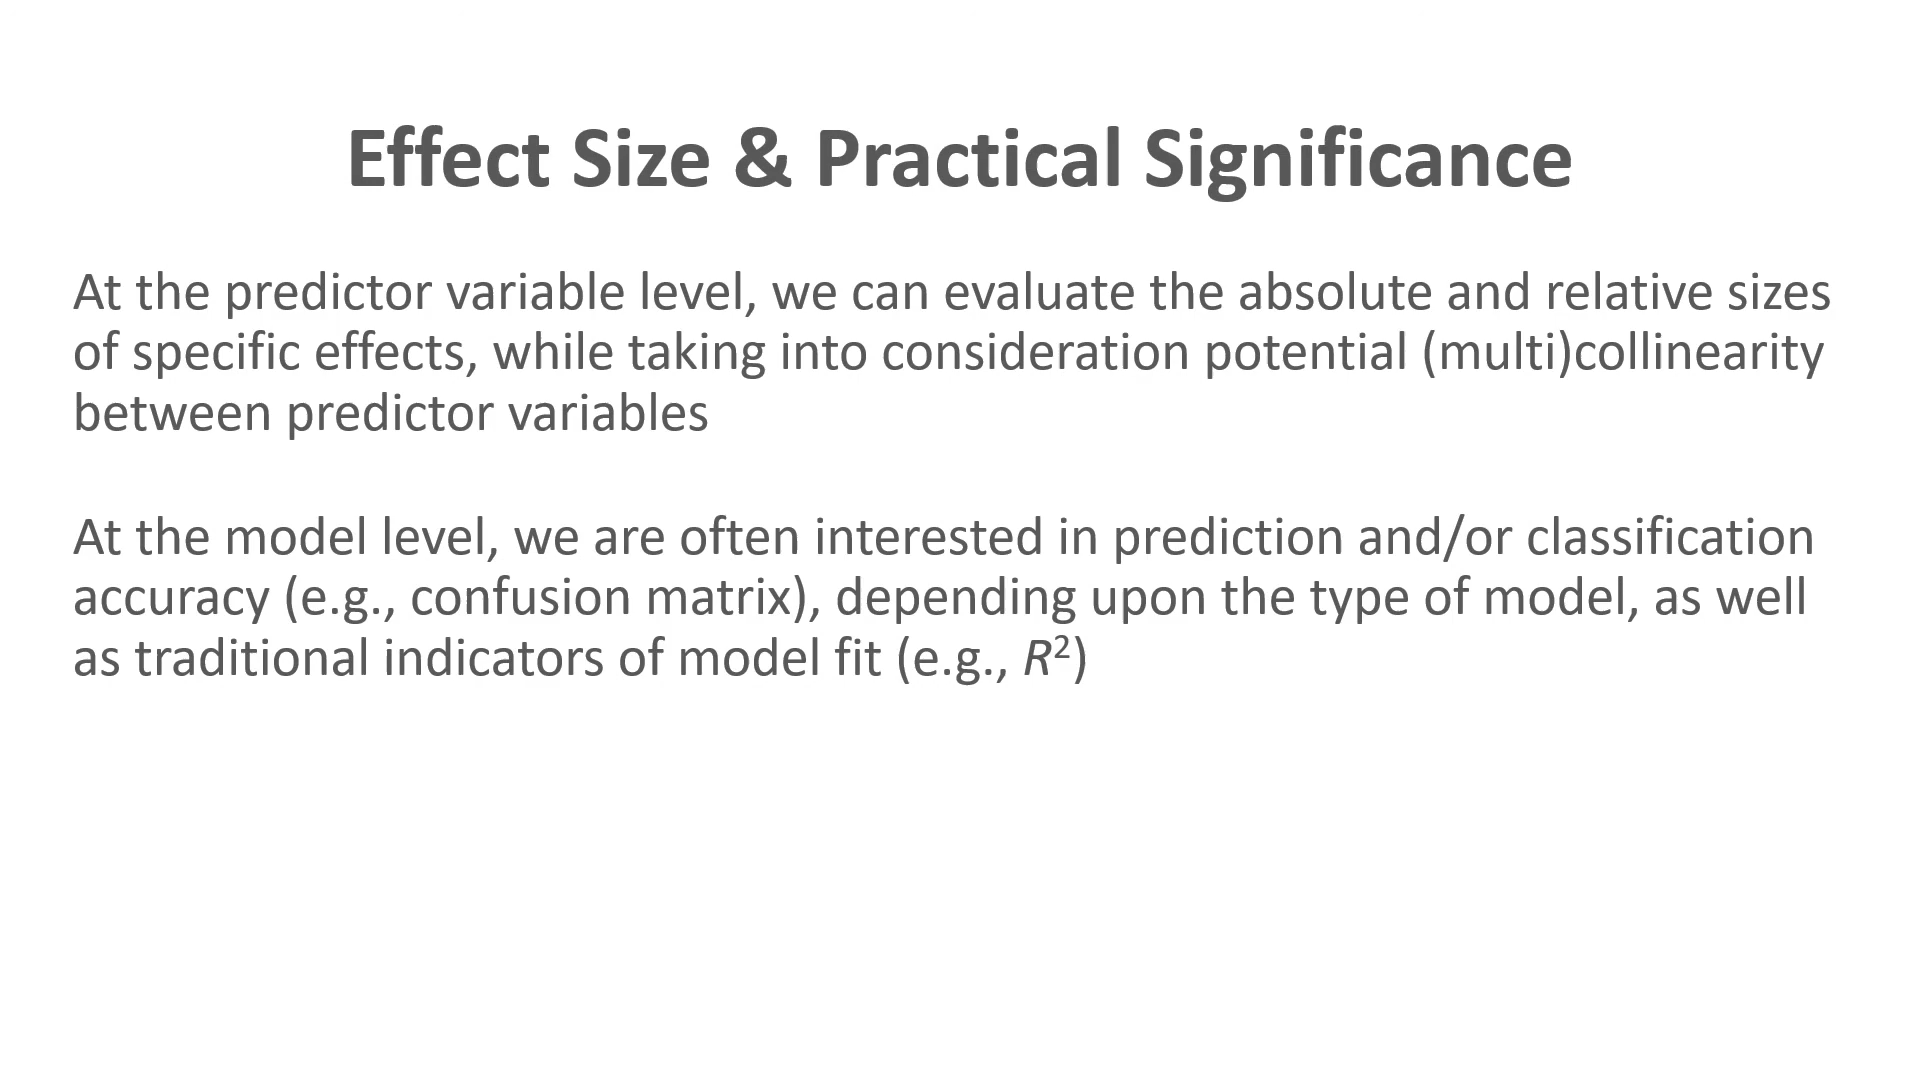 Effect Size & Practical Significance
At the predictor variable level, we can evaluate the absolute and relative sizes
of specific effects, while taking into consideration potential (multi)collinearity
between predictor variables
At the model level, we are often interested in prediction and/or classification
accuracy (e.g., confusion matrix), depending upon the type of model, as well
as traditional indicators of model fit (e.g., R²)